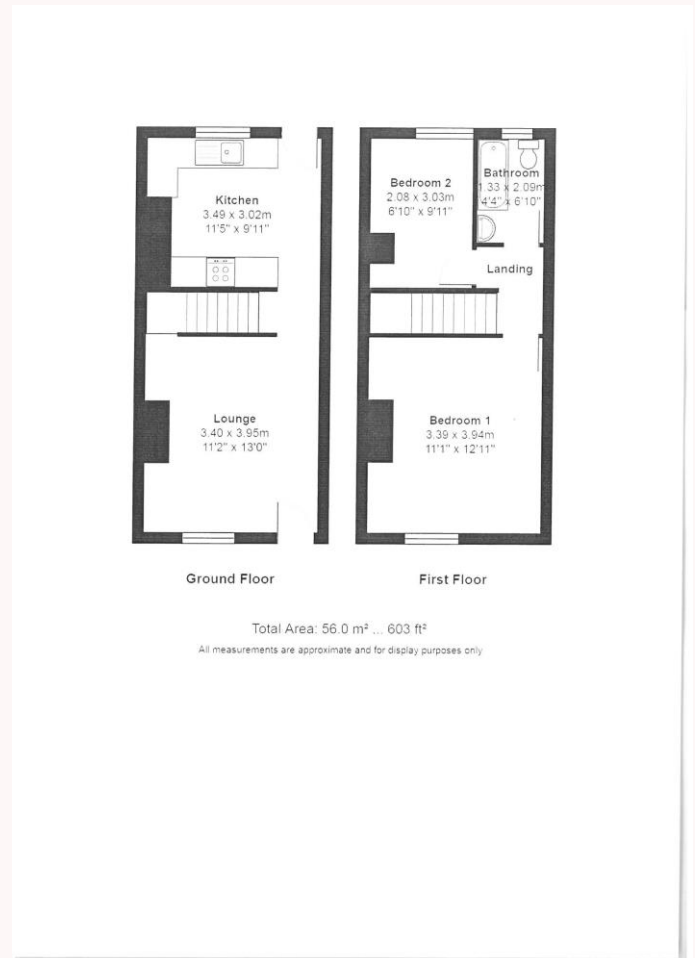 Kitchen
3.49 x 3.02m
11'5" x 9'11"
Lounge
3.40 x 3.95m
11'2" x 13'0"
Bedroom 2
2.08 x 3.03m
6'10" x 9'11"
Bathroom
1.33 x 2.09m
4'4" x 6'10"
Landing
Bedroom 1
3.39 x 3.94m
11'1" x 12'11"
Ground Floor
First Floor
Total Area: 56.0 m² ... 603 ft²
All measurements are approximate and for display purposes only